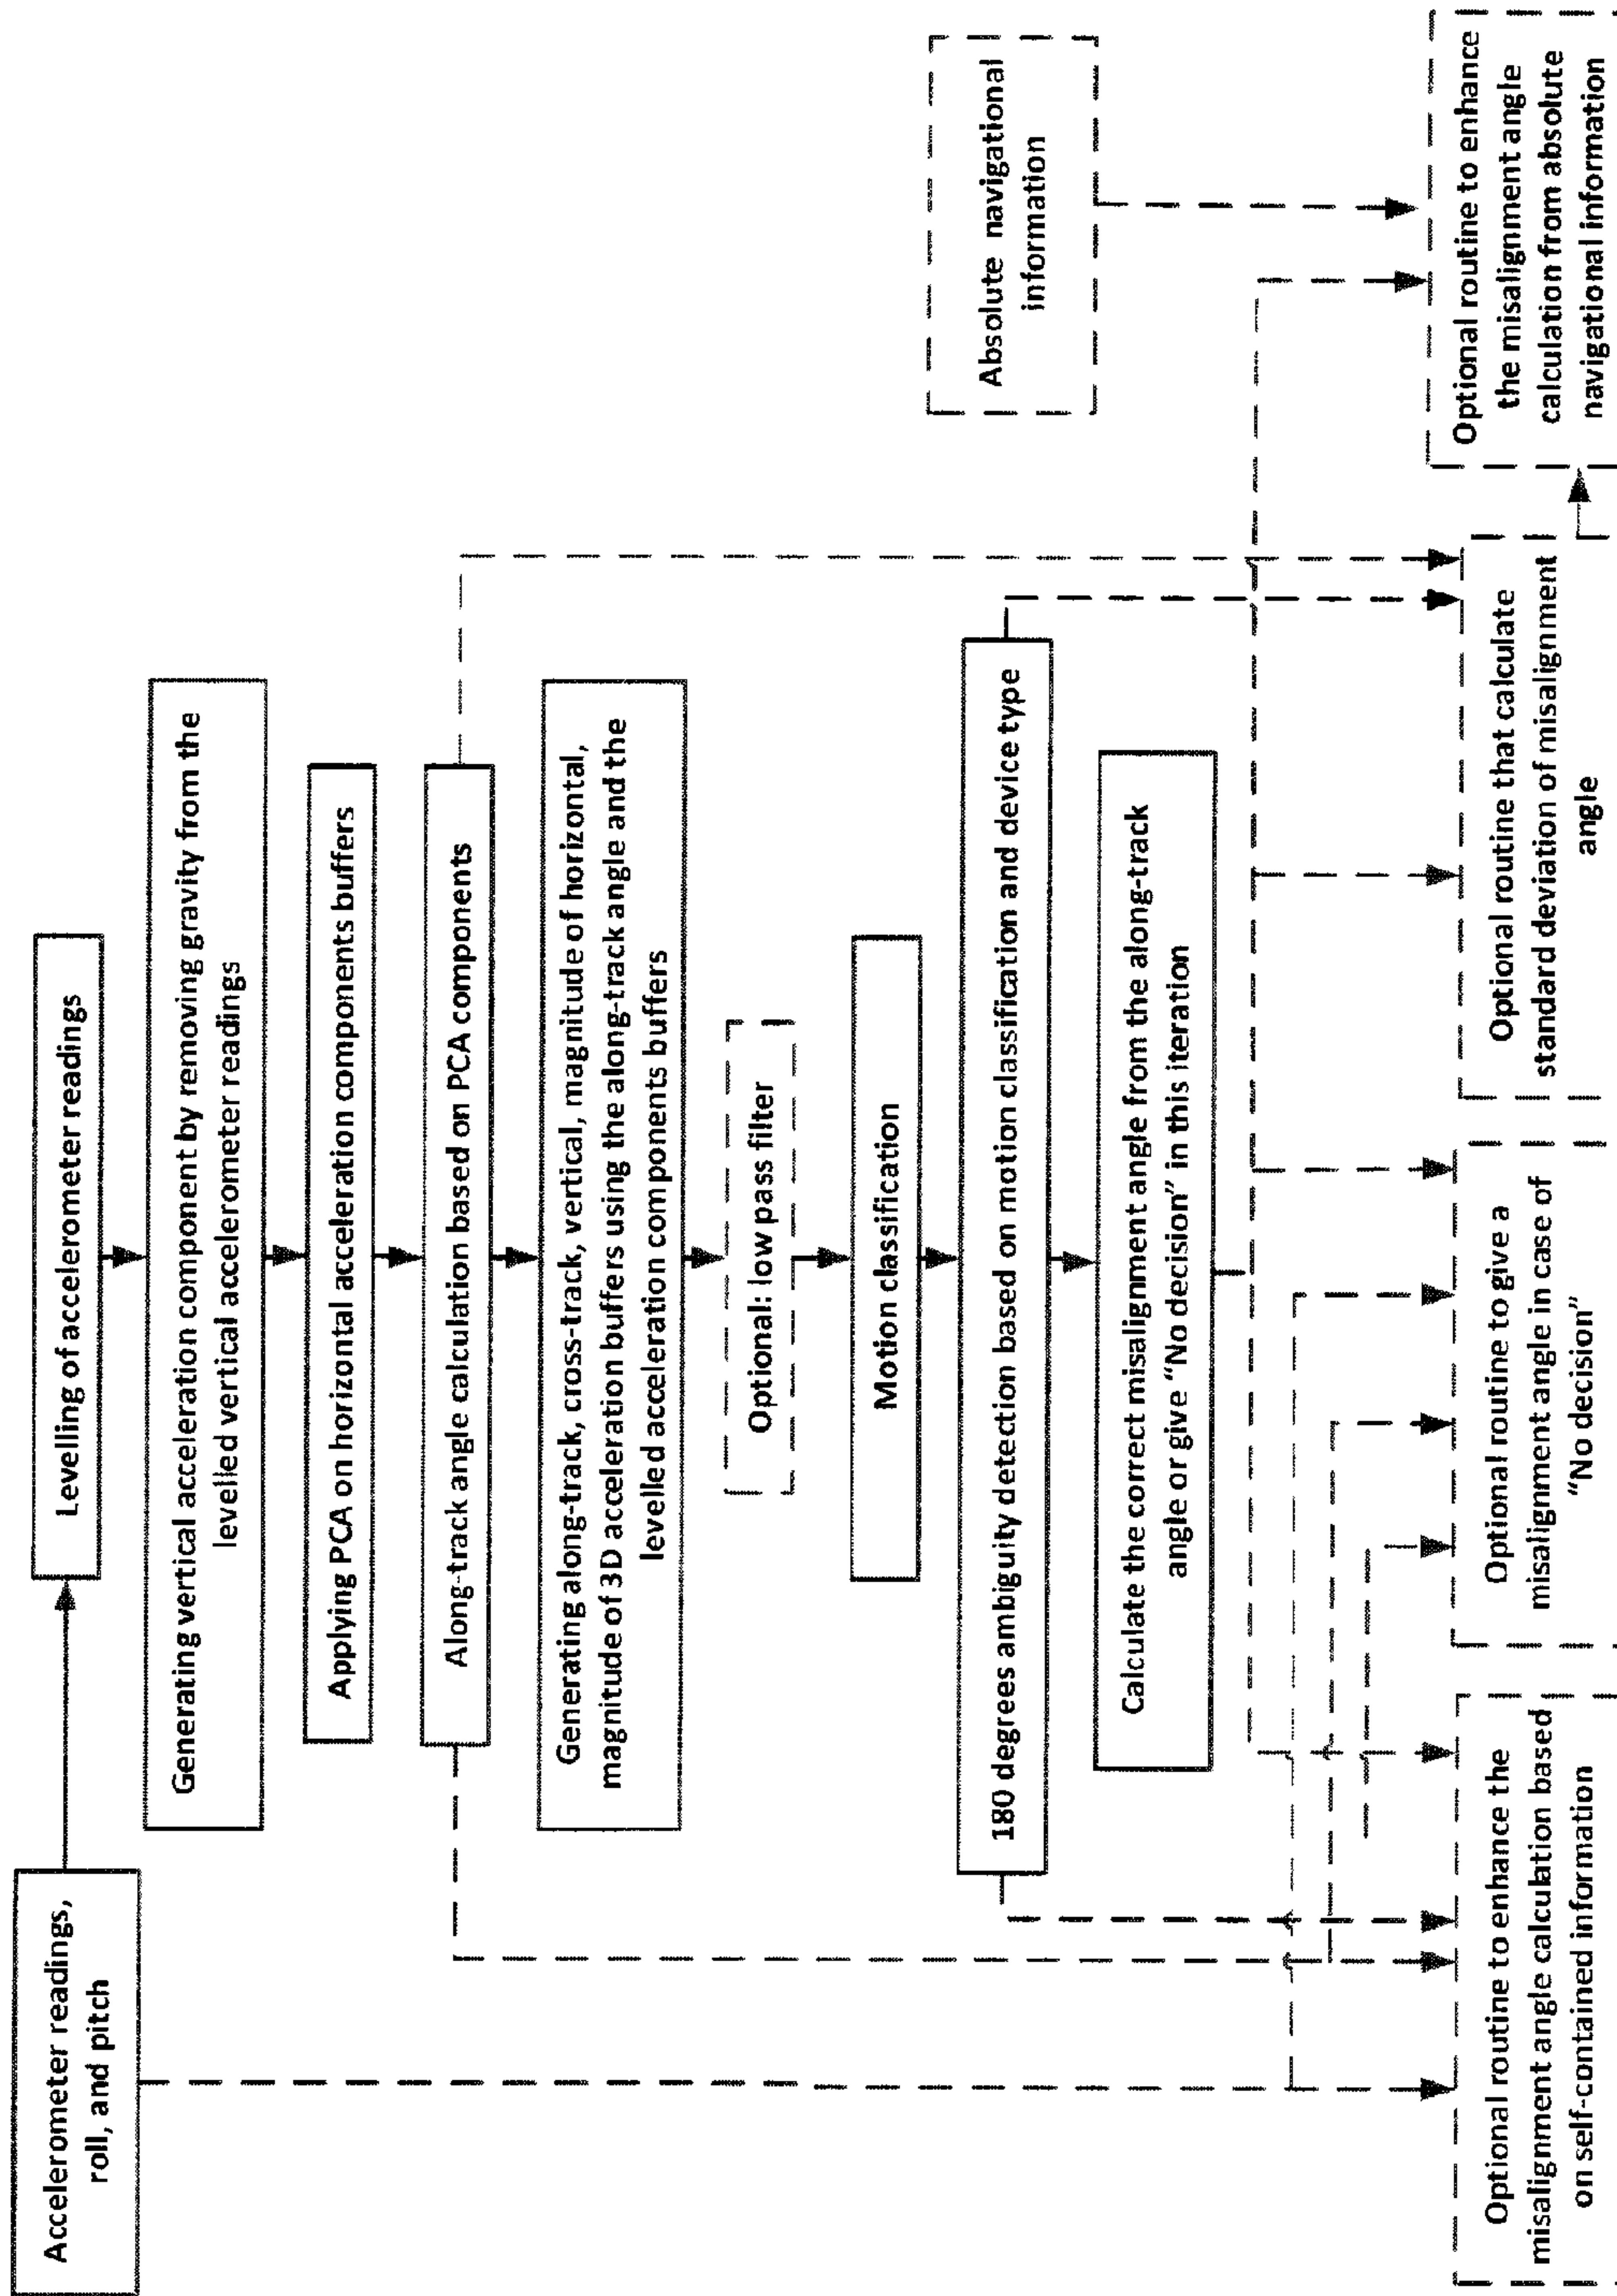 Accelerometer readings,
roll, and pitch
Levelling of accelerometer readings
Generating vertical acceleration component by removing gravity from the
levelled vertical accelerometer readings
Applying PCA on horizontal acceleration components buffers
Along-track angle calculation based on PCA components
Generating along-track, cross-track, vertical, magnitude of horizontal,
magnitude of 3D acceleration buffers using the along-track angle and the
levelled acceleration components buffers
Optional: low pass filter
Motion classification
180 degrees ambiguity detection based on motion classification and device type
Calculate the correct misalignment angle from the along-track
angle or give “No decision” in this iteration
Absolute navigational
information
Optional routine to enhance the
misalignment angle calculation based
on self-contained information
Optional routine to give a
misalignment angle in case of
“No decision”
Optional routine that calculate
standard deviation of misalignment
angle
Optional routine to enhance
the misalignment angle
calculation from absolute
navigational information